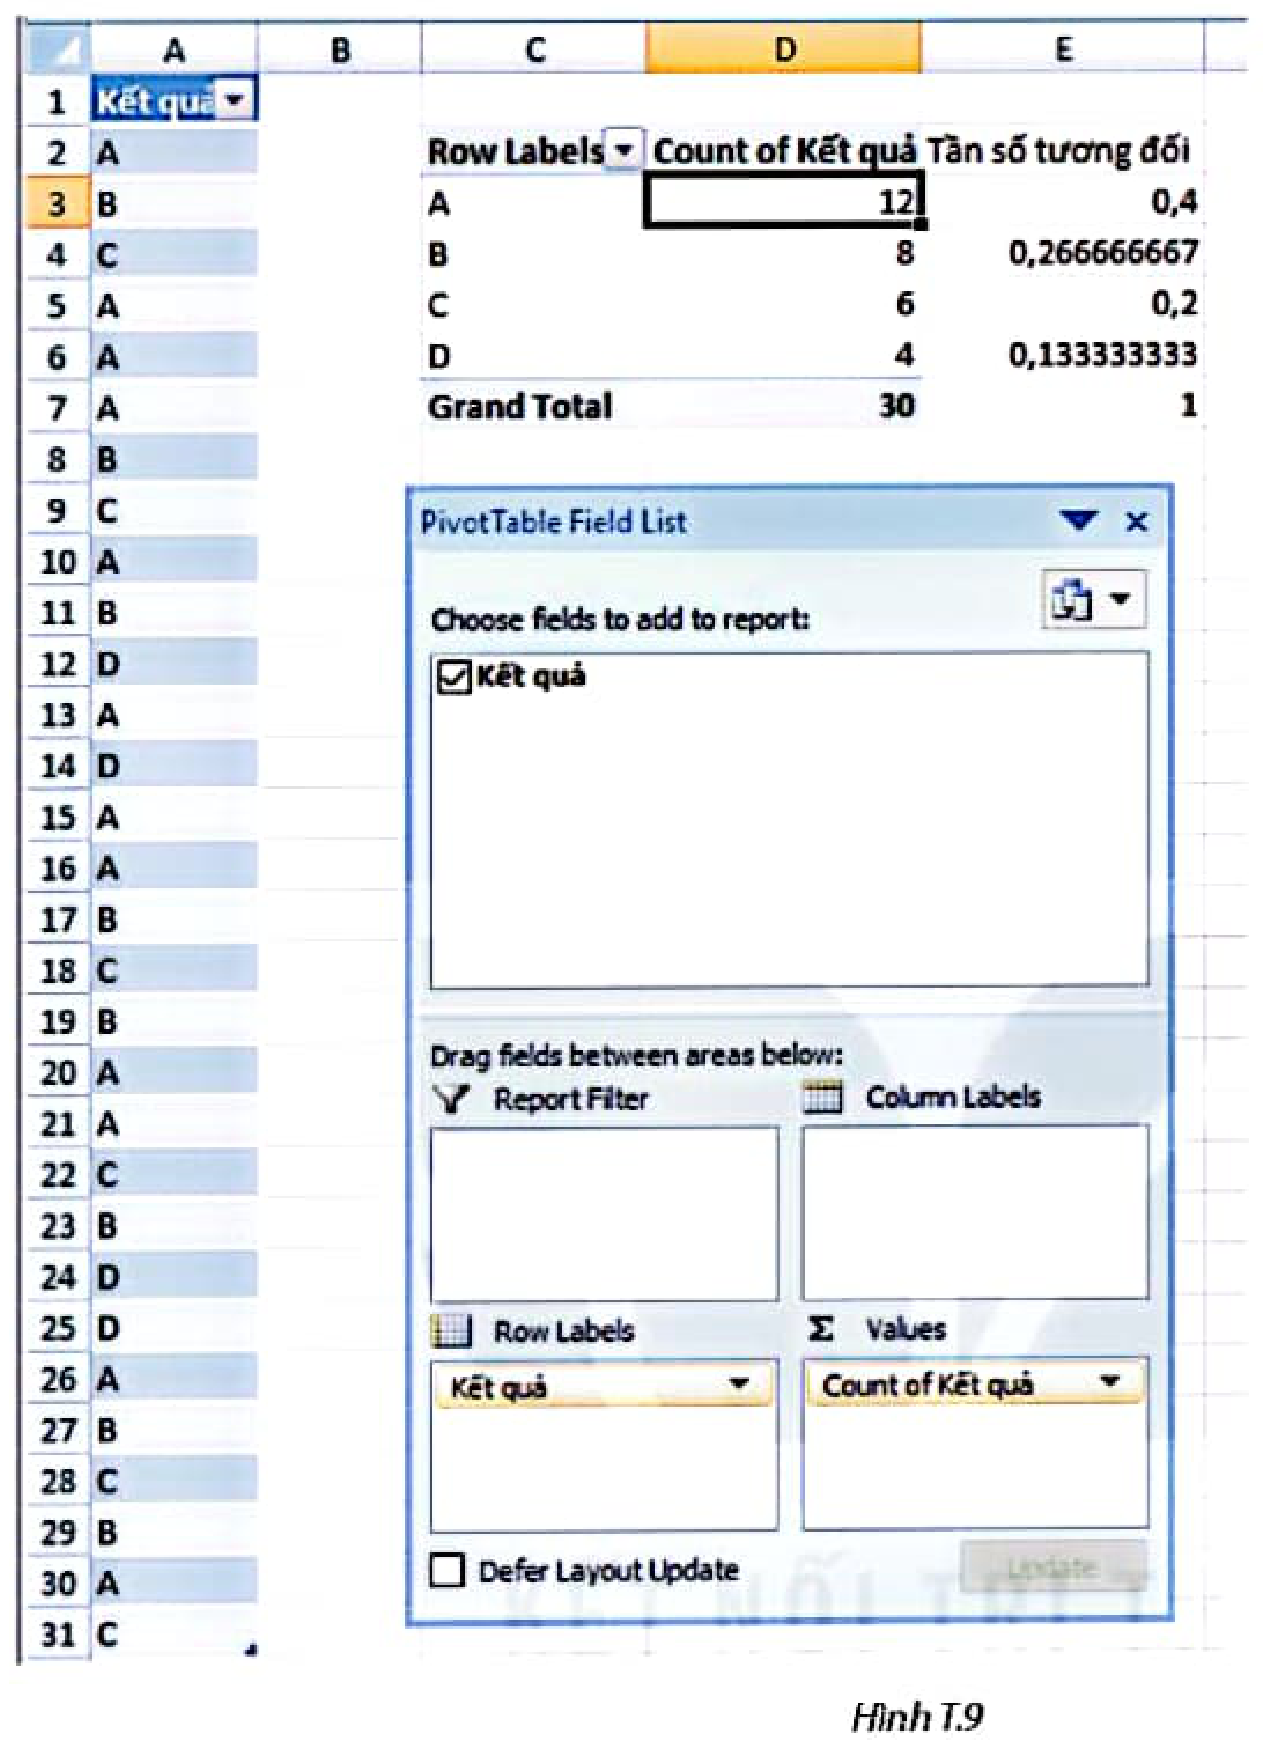 A B C D E
1 Kết quả
2 A Row Labels Count of Kết quả Tần số tương đối
3 B A 12 0,4
4 C B 8 0,266666667
5 A C 6 0,2
6 A D 4 0,133333333
7 A Grand Total 30 1
8 B
9 C
PivotTable Field List
10 A
11 B Choose fields to add to report:
12 D Kết quả
13 A
14 D
15 A
16 A
17 B
18 C
19 B
20 A Drag fields between areas below:
Report Filter Column Labels
21 A
22 C
23 B
24 D
25 D Row Labels Σ Values
26 A Kết quả Count of Kết quả
27 B
28 C
29 B
30 A Defer Layout Update Update
31 C
Hình T.9